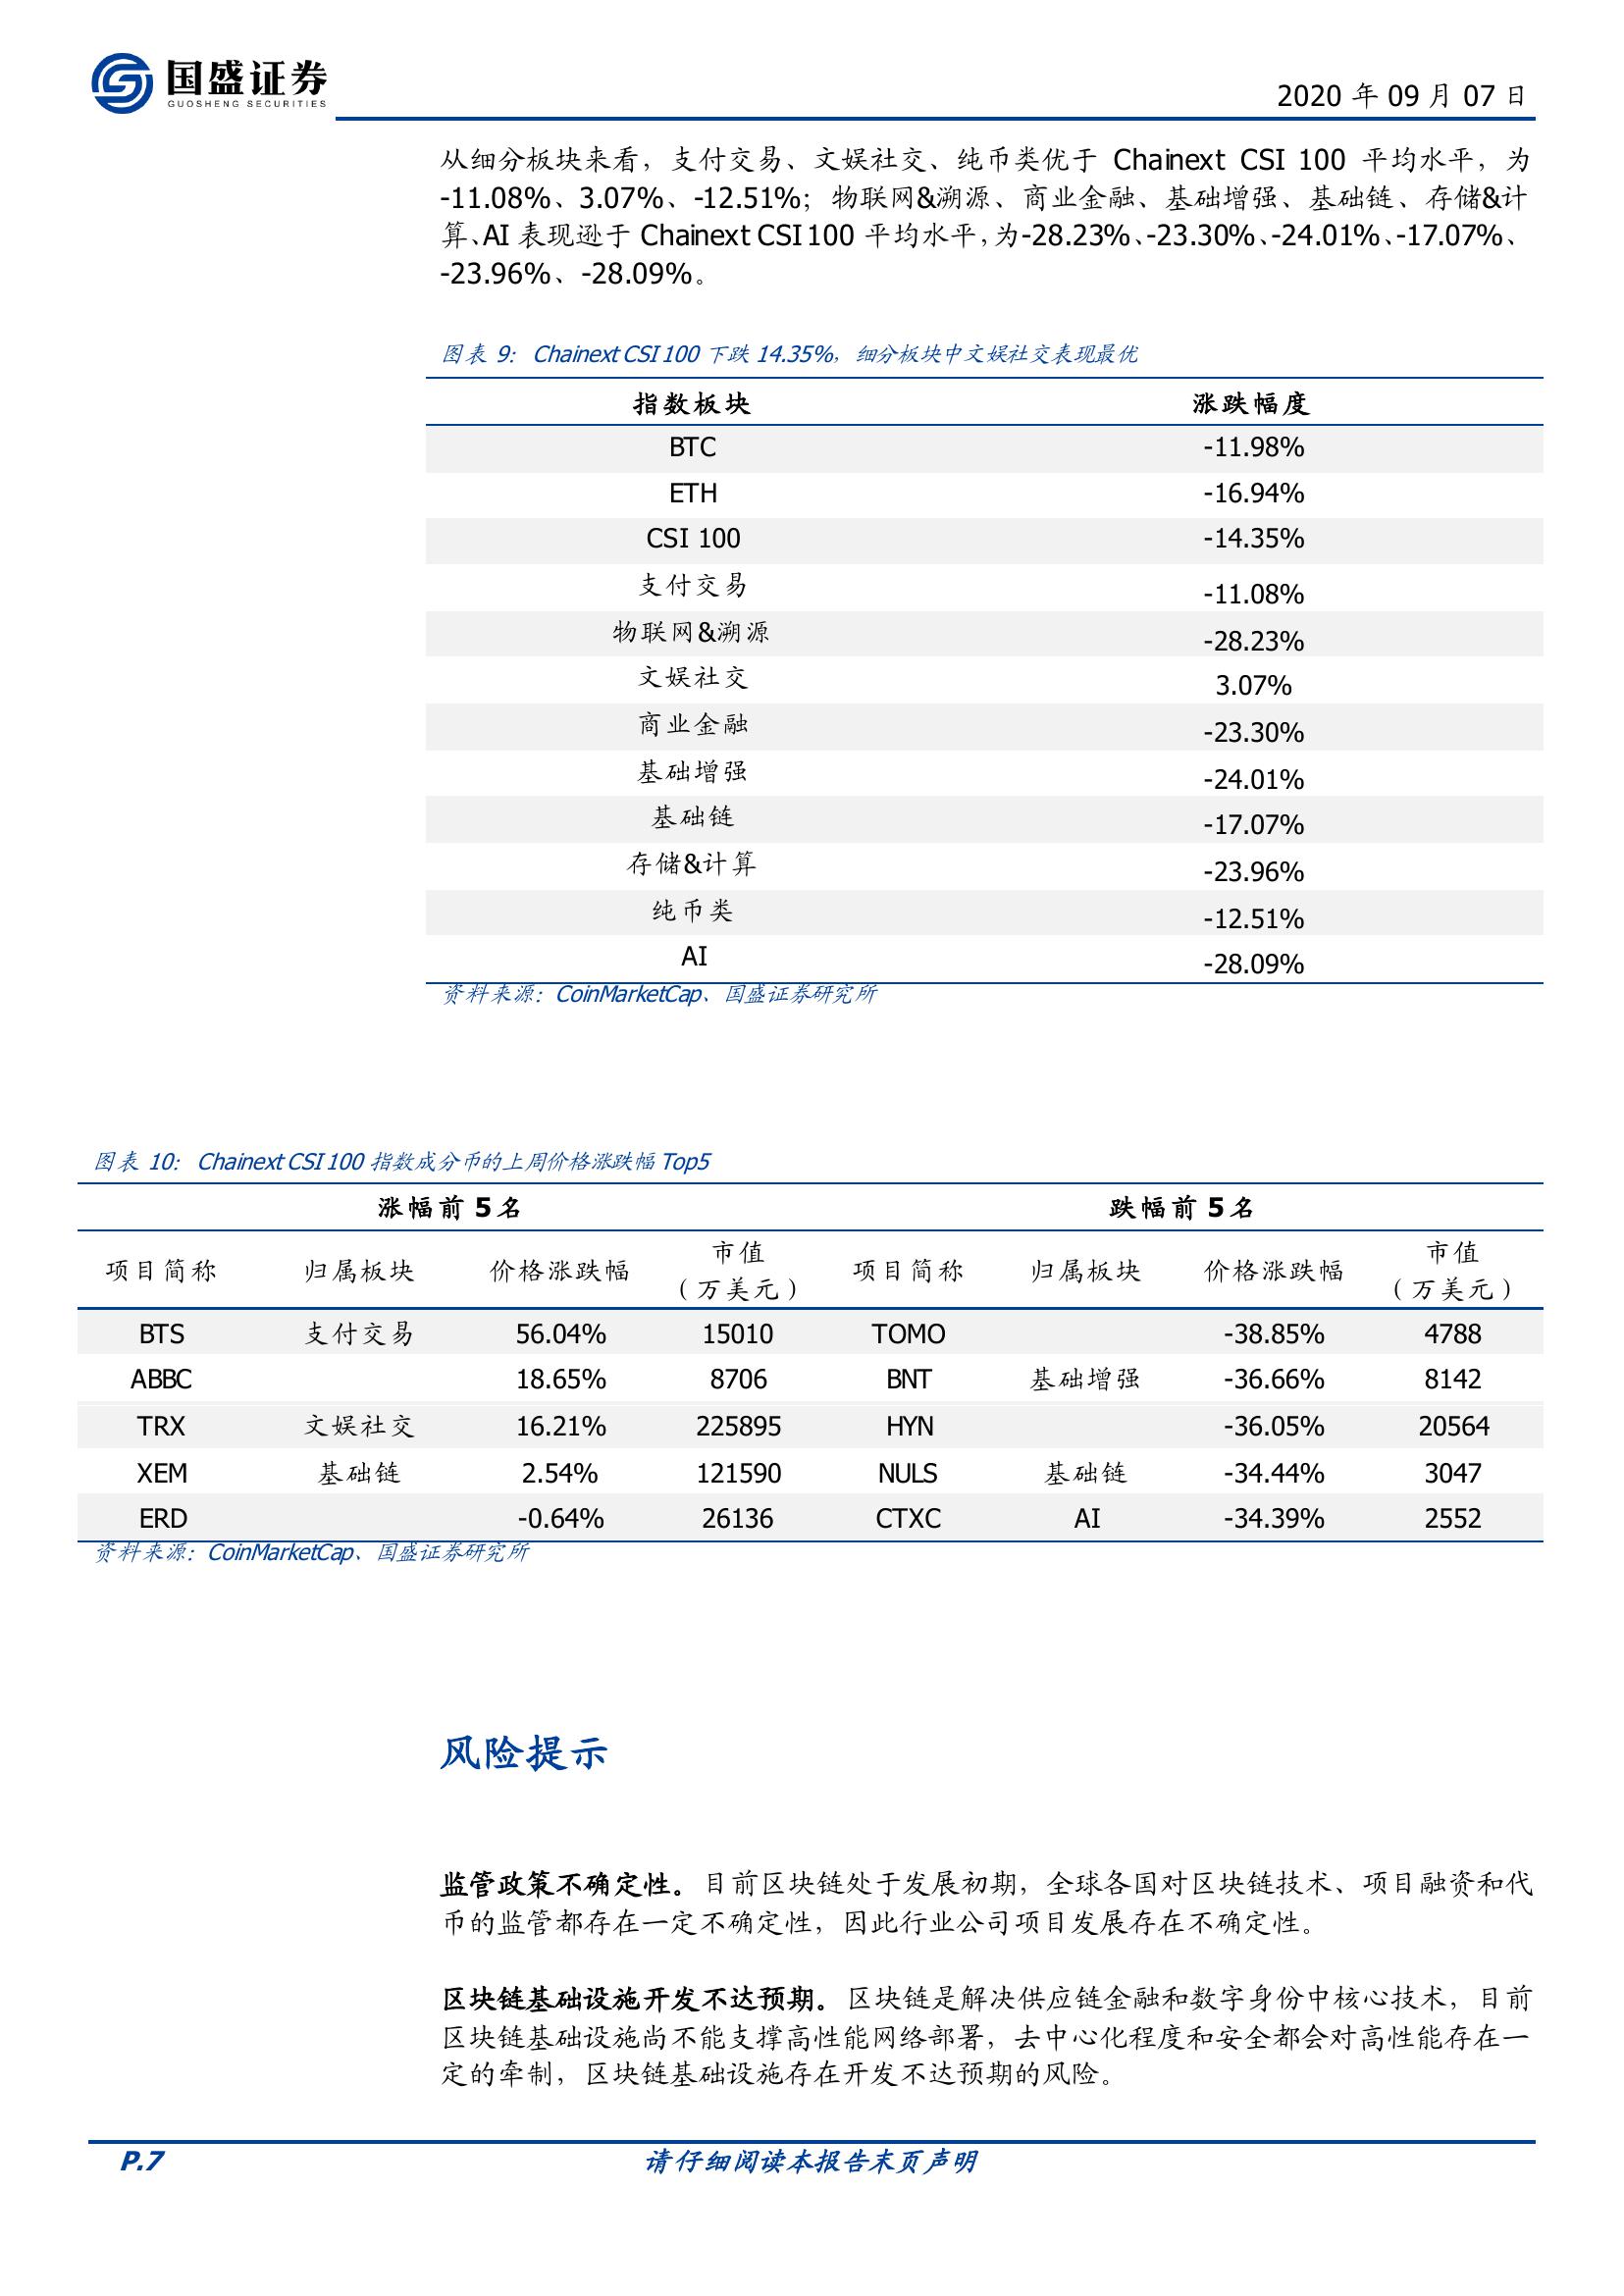 国盛证券
GUOSHENG SECURITIES
2020 年 09 月 07 日
从细分板块来看，支付交易、文娱社交、纯币类优于 Chainext CSI 100 平均水平，为
-11.08%、3.07%、-12.51%；物联网&溯源、商业金融、基础增强、基础链、存储&计
算、AI 表现逊于 Chainext CSI 100 平均水平，为-28.23%、-23.30%、-24.01%、-17.07%、
-23.96%、-28.09%。
图表 9： Chainext CSI 100 下跌 14.35%，细分板块中文娱社交表现最优
指数板块 涨跌幅度
BTC -11.98%
ETH -16.94%
CSI 100 -14.35%
支付交易 -11.08%
物联网&溯源 -28.23%
文娱社交 3.07%
商业金融 -23.30%
基础增强 -24.01%
基础链 -17.07%
存储&计算 -23.96%
纯币类 -12.51%
AI -28.09%
资料来源：CoinMarketCap、国盛证券研究所
图表 10： Chainext CSI 100 指数成分币的上周价格涨跌幅 Top5
涨幅前 5 名 跌幅前 5 名
项目简称 归属板块 价格涨跌幅 市值（万美元） 项目简称 归属板块 价格涨跌幅 市值（万美元）
BTS 支付交易 56.04% 15010 TOMO -38.85% 4788
ABBC 18.65% 8706 BNT 基础增强 -36.66% 8142
TRX 文娱社交 16.21% 225895 HYN -36.05% 20564
XEM 基础链 2.54% 121590 NULS 基础链 -34.44% 3047
ERD -0.64% 26136 CTXC AI -34.39% 2552
资料来源：CoinMarketCap、国盛证券研究所
风险提示
监管政策不确定性。目前区块链处于发展初期，全球各国对区块链技术、项目融资和代
币的监管都存在一定不确定性，因此行业公司项目发展存在不确定性。
区块链基础设施开发不达预期。区块链是解决供应链金融和数字身份中核心技术，目前
区块链基础设施尚不能支撑高性能网络部署，去中心化程度和安全都会对高性能存在一
定的牵制，区块链基础设施存在开发不达预期的风险。
P.7 请仔细阅读本报告末页声明